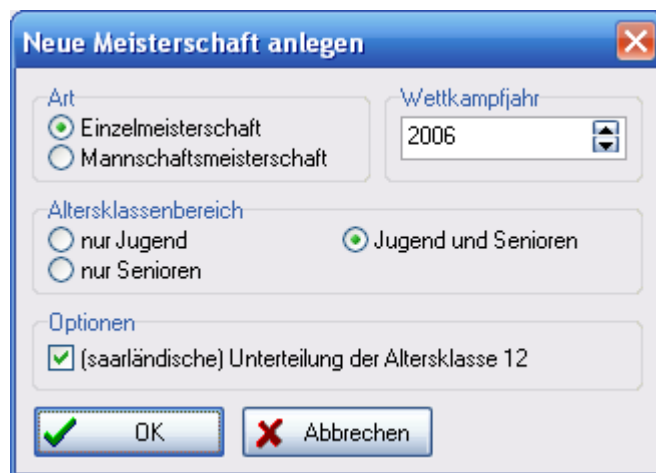 Neue Meisterschaft anlegen
Art
Einzelmeisterschaft
Mannschaftsmeisterschaft
Wettkampfjahr
2006
Altersklassenbereich
nur Jugend
Jugend und Senioren
nur Senioren
Optionen
(saarländische) Unterteilung der Altersklasse 12
OK
Abbrechen